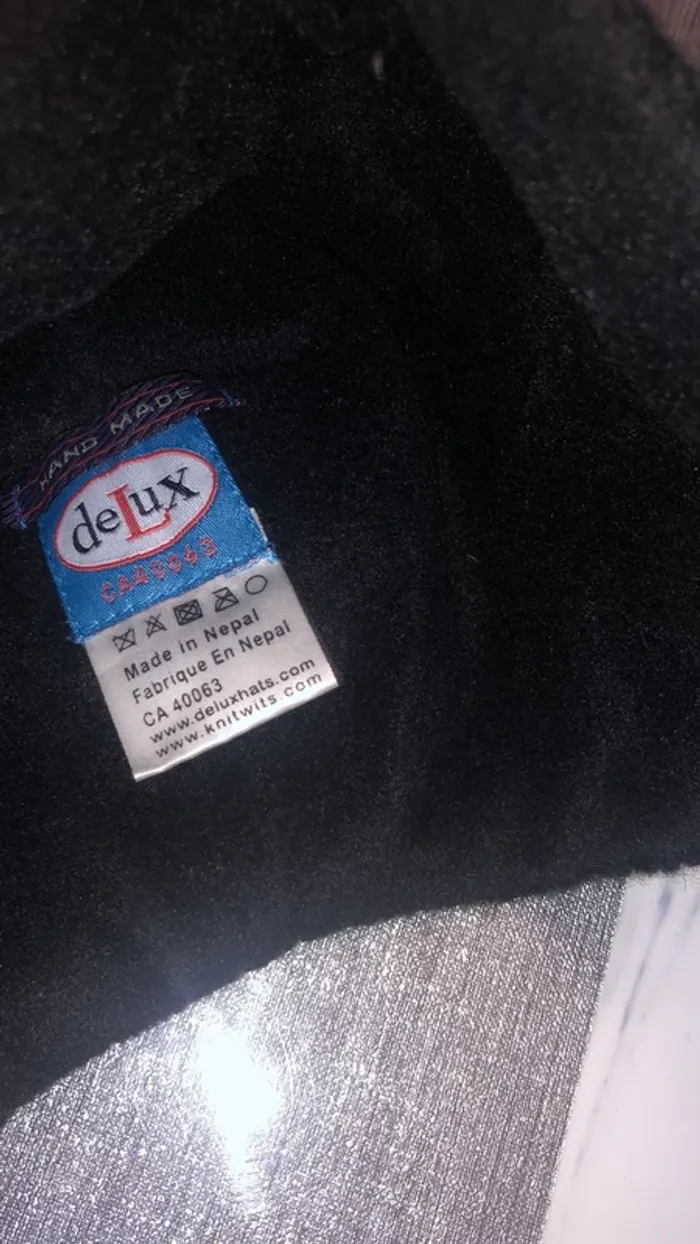 HAND MADE
deLux
CA40063
Made in Nepal
Fabrique En Nepal
CA 40063
www.deluxhats.com
www.knitwits.com